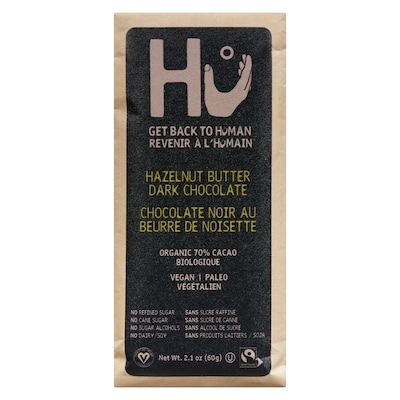 Hu
GET BACK TO HUMAN
REVENIR À L'HUMAIN
HAZELNUT BUTTER
DARK CHOCOLATE
CHOCOLATE NOIR AU
BEURRE DE NOISETTE
ORGANIC 70% CACAO
BIOLOGIQUE
VEGAN | PALEO
VÉGÉTALIEN
NO REFINED SUGAR SANS SUCRE RAFFINE
NO CANE SUGAR SANS SUCRE DE CANNE
NO SUGAR ALCOHOLS SANS ALCOOL DE SUCRE
NO DAIRY/SOY SANS PRODUITS LAITIERS / SOJA
Net Wt. 2.1 oz (60g) U